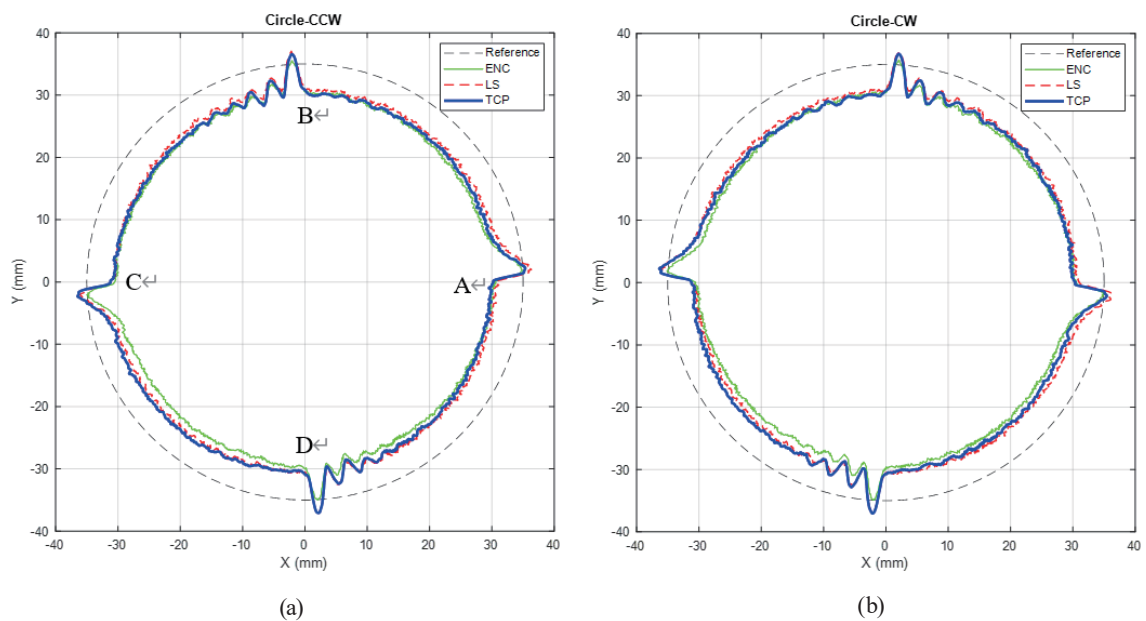 Circle-CCW
40
30
20
10
0
-10
-20
-30
-40
Y (mm)
-40 -30 -20 -10 0 10 20 30 40
X (mm)
Reference
ENC
LS
TCP
B↵
C↵
A↵
D↵
(a)
Circle-CW
40
30
20
10
0
-10
-20
-30
-40
Y (mm)
-40 -30 -20 -10 0 10 20 30 40
X (mm)
Reference
ENC
LS
TCP
(b)